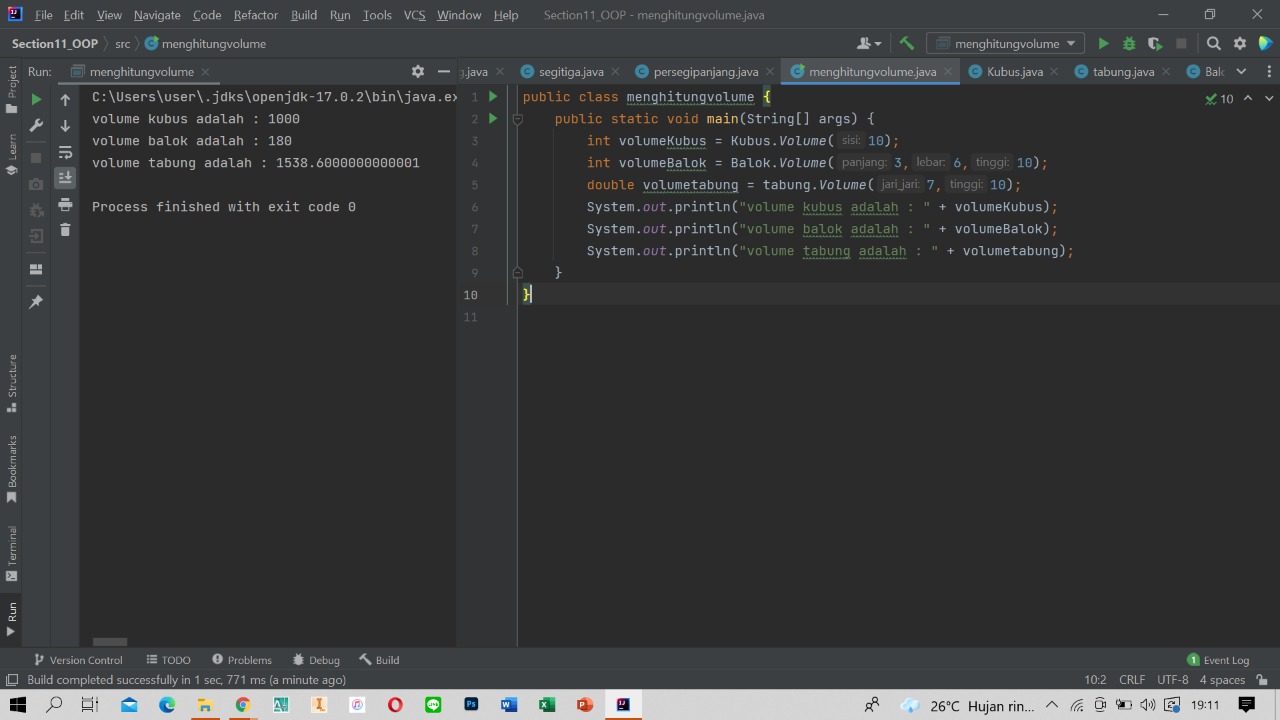 File Edit View Navigate Code Refactor Build Run Tools VCS Window Help Section11_OOP - menghitungvolume.java
Section11_OOP src menghitungvolume menghitungvolume
Run: menghitungvolume
.java segitiga.java persegipanjang.java menghitungvolume.java Kubus.java tabung.java Balo
C:\Users\user\.jdks\openjdk-17.0.2\bin\java.ex
volume kubus adalah : 1000
volume balok adalah : 180
volume tabung adalah : 1538.6000000000001
Process finished with exit code 0
1 public class menghitungvolume {
2 public static void main(String[] args) {
3 int volumeKubus = Kubus.Volume( sisi: 10);
4 int volumeBalok = Balok.Volume( panjang: 3, lebar: 6, tinggi: 10);
5 double volumetabung = tabung.Volume( jari_jari: 7, tinggi: 10);
6 System.out.println("volume kubus adalah : " + volumeKubus);
7 System.out.println("volume balok adalah : " + volumeBalok);
8 System.out.println("volume tabung adalah : " + volumetabung);
9 }
10 }
11
10
Project
Learn
Structure
Bookmarks
Terminal
Run
Version Control TODO Problems Debug Build 1 Event Log
Build completed successfully in 1 sec, 771 ms (a minute ago) 10:2 CRLF UTF-8 4 spaces
26°C Hujan rin... 19:11